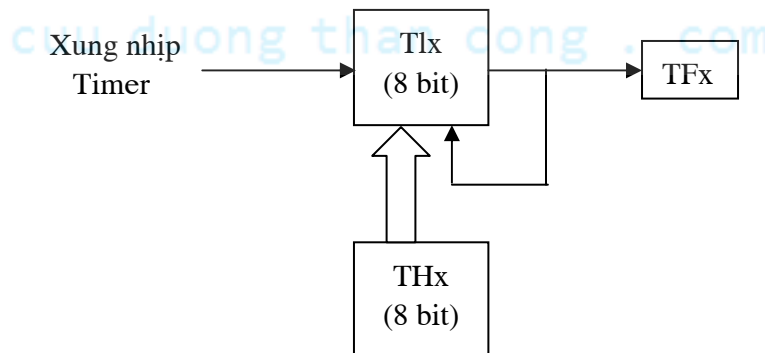 cuu duong than cong . com
Xung nhịp
Timer
Tlx
(8 bit)
TFx
THx
(8 bit)